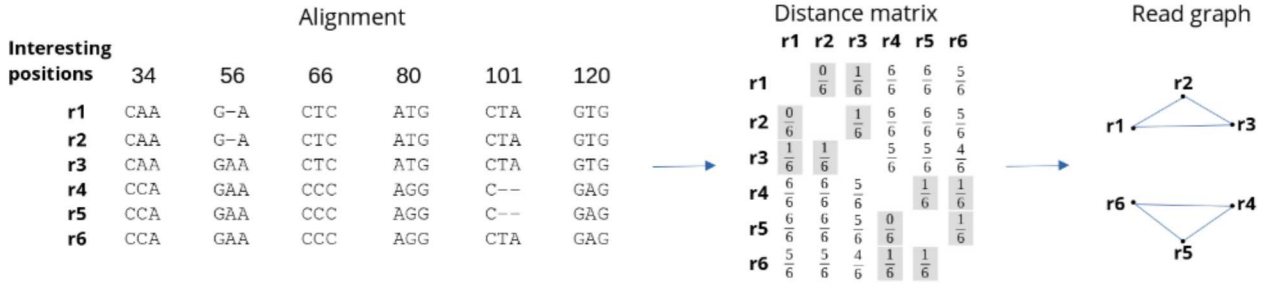 Alignment Distance matrix Read graph
Interesting positions 34 56 66 80 101 120
r1 CAA G-A CTC ATG CTA GTG
r2 CAA G-A CTC ATG CTA GTG
r3 CAA GAA CTC ATG CTA GTG
r4 CCA GAA CCC AGG C-- GAG
r5 CCA GAA CCC AGG C-- GAG
r6 CCA GAA CCC AGG CTA GAG
r1 r2 r3 r4 r5 r6
r1 0/6 1/6 6/6 6/6 5/6
r2 0/6 1/6 6/6 6/6 5/6
r3 1/6 1/6 5/6 5/6 4/6
r4 6/6 6/6 5/6 1/6 1/6
r5 6/6 6/6 5/6 0/6 1/6
r6 5/6 5/6 4/6 1/6 1/6
r2
r1 r3
r6 r4
r5